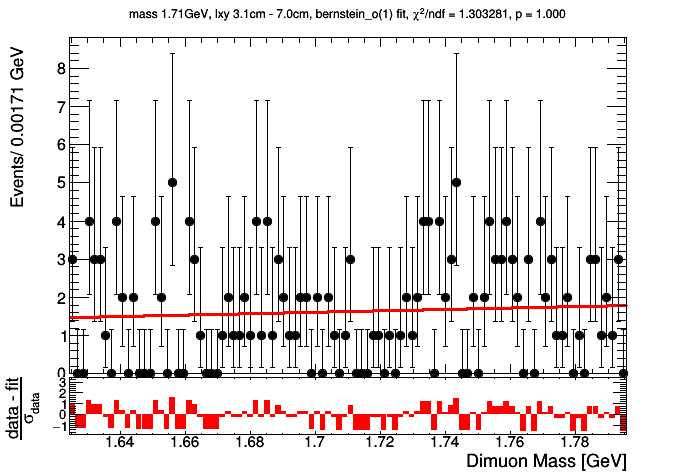 mass 1.71GeV, lxy 3.1cm - 7.0cm, bernstein_o(1) fit, χ²/ndf = 1.303281, p = 1.000
Events/ 0.00171 GeV
8
7
6
5
4
3
2
1
0
data - fit
σdata
3
2
1
0
−1
1.64 1.66 1.68 1.7 1.72 1.74 1.76 1.78
Dimuon Mass [GeV]